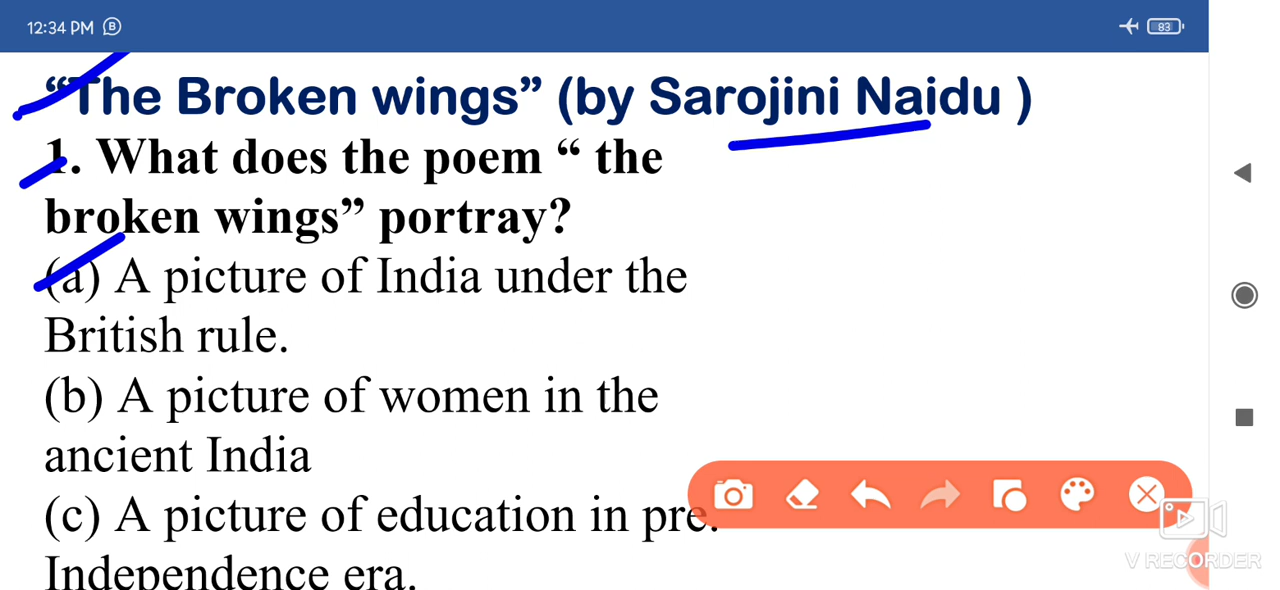 12:34 PM
83
“The Broken wings” (by Sarojini Naidu )
1. What does the poem “ the
broken wings” portray?
(a) A picture of India under the
British rule.
(b) A picture of women in the
ancient India
(c) A picture of education in pre.
Independence era.
V RECORDER